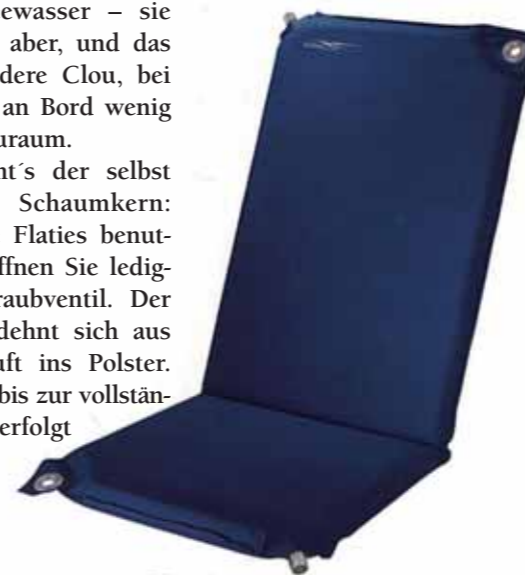 ewasser – sie
aber, und das
dere Clou, bei
an Bord wenig
uraum.
nt´s der selbst
Schaumkern:
Flaties benut-
ffnen Sie ledig-
raubventil. Der
dehnt sich aus
uft ins Polster.
bis zur vollstän-
erfolgt